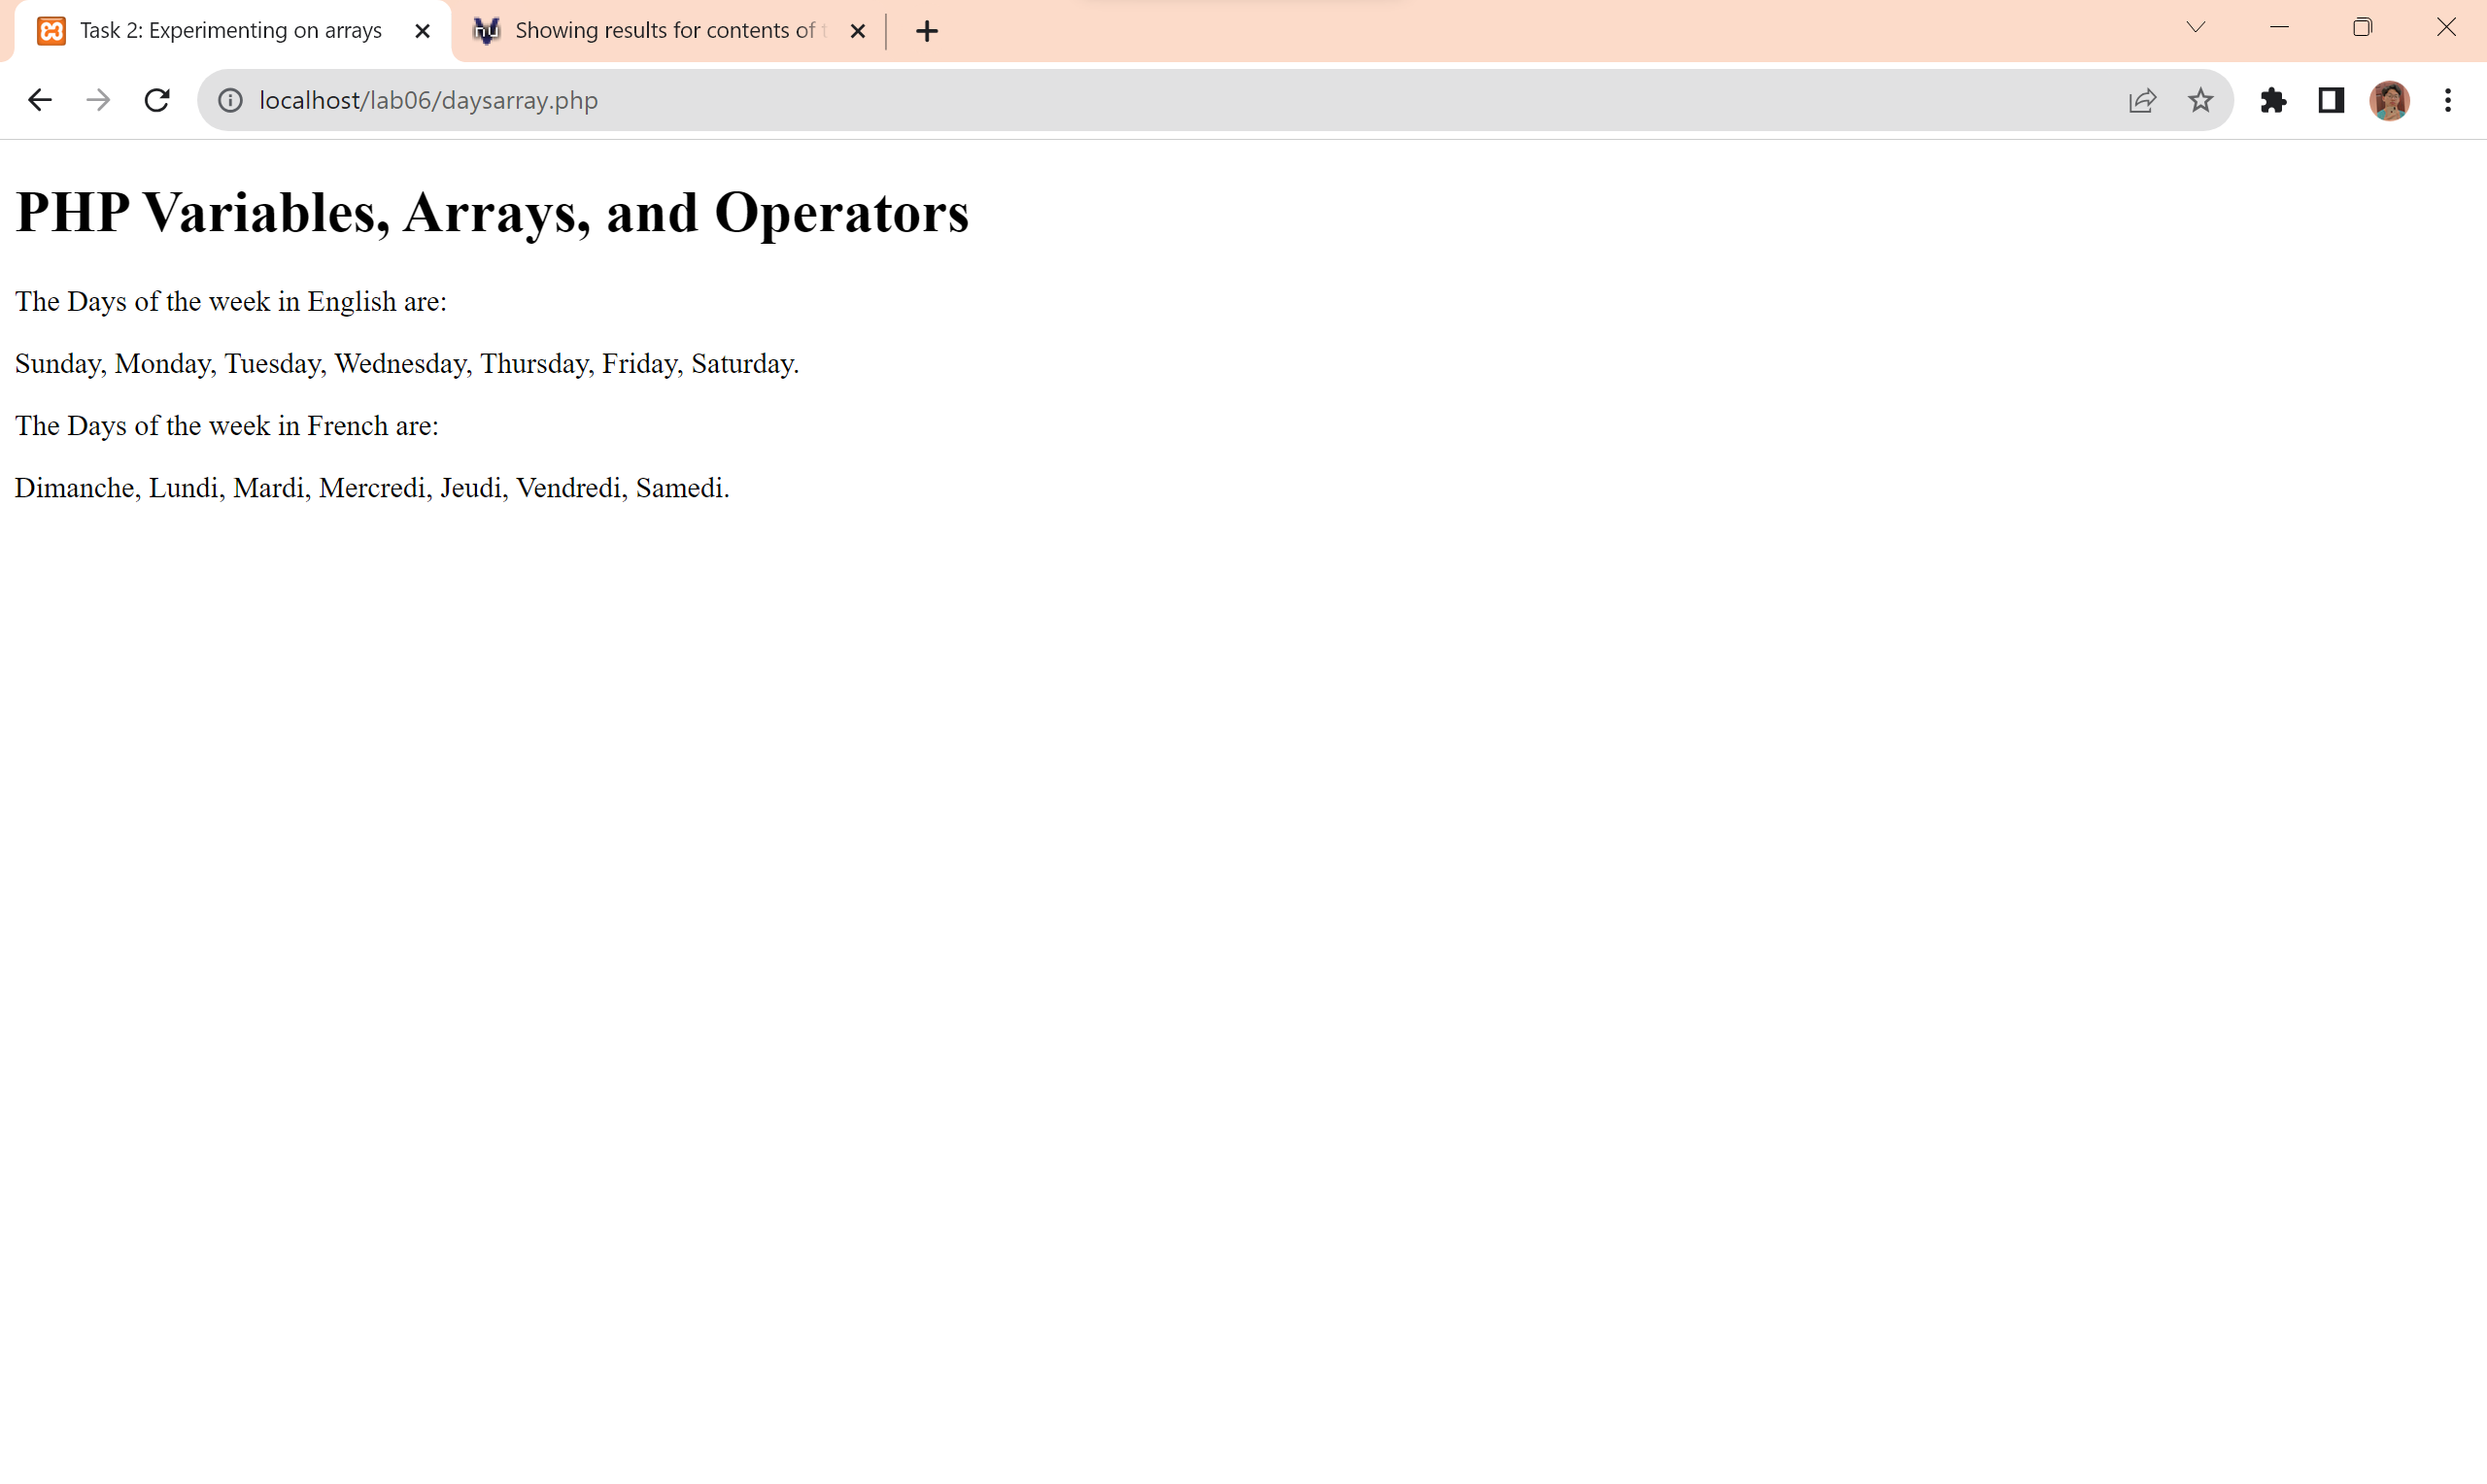 Task 2: Experimenting on arrays
Showing results for contents of
localhost/lab06/daysarray.php
PHP Variables, Arrays, and Operators
The Days of the week in English are:
Sunday, Monday, Tuesday, Wednesday, Thursday, Friday, Saturday.
The Days of the week in French are:
Dimanche, Lundi, Mardi, Mercredi, Jeudi, Vendredi, Samedi.